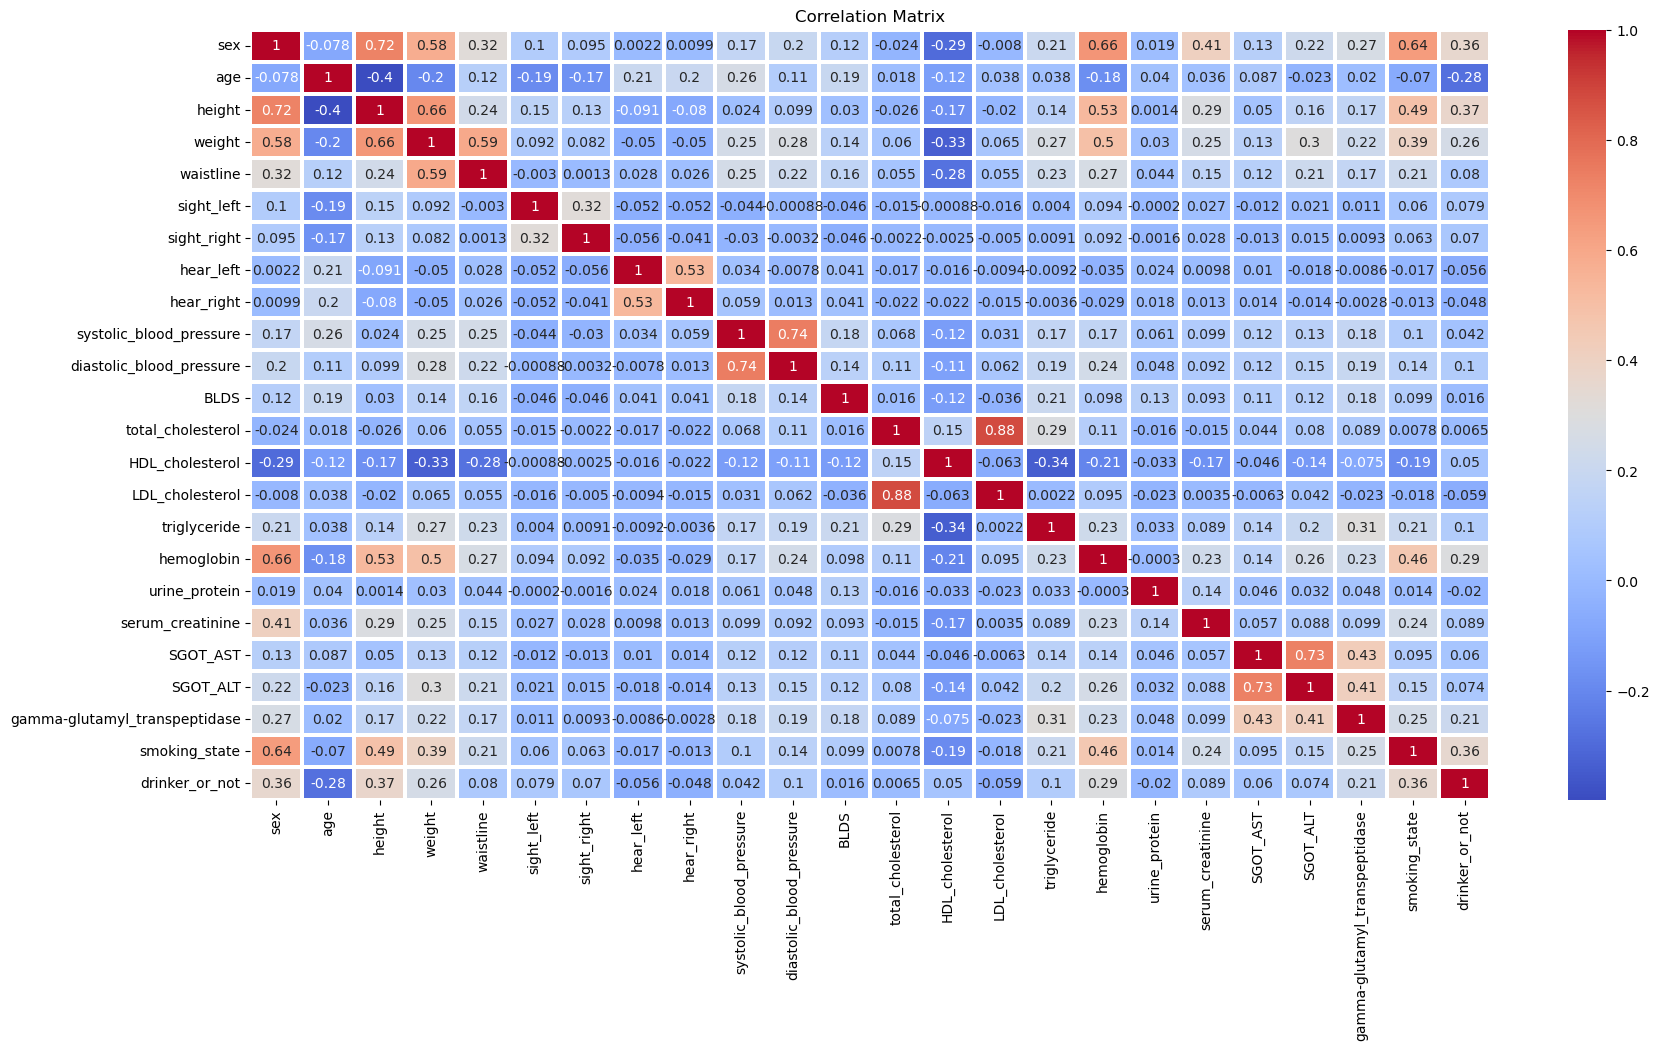 Correlation Matrix
sex 1 -0.078 0.72 0.58 0.32 0.1 0.095 0.0022 0.0099 0.17 0.2 0.12 -0.024 -0.29 -0.008 0.21 0.66 0.019 0.41 0.13 0.22 0.27 0.64 0.36
age -0.078 1 -0.4 -0.2 0.12 -0.19 -0.17 0.21 0.2 0.26 0.11 0.19 0.018 -0.12 0.038 0.038 -0.18 0.04 0.036 0.087 -0.023 0.02 -0.07 -0.28
height 0.72 -0.4 1 0.66 0.24 0.15 0.13 -0.091 -0.08 0.024 0.099 0.03 -0.026 -0.17 -0.02 0.14 0.53 0.0014 0.29 0.05 0.16 0.17 0.49 0.37
weight 0.58 -0.2 0.66 1 0.59 0.092 0.082 -0.05 -0.05 0.25 0.28 0.14 0.06 -0.33 0.065 0.27 0.5 0.03 0.25 0.13 0.3 0.22 0.39 0.26
waistline 0.32 0.12 0.24 0.59 1 -0.003 0.0013 0.028 0.026 0.25 0.22 0.16 0.055 -0.28 0.055 0.23 0.27 0.044 0.15 0.12 0.21 0.17 0.21 0.08
sight_left 0.1 -0.19 0.15 0.092 -0.003 1 0.32 -0.052 -0.052 -0.044 -0.00088 -0.046 -0.015 -0.00088 -0.016 0.004 0.094 -0.0002 0.027 -0.012 0.021 0.011 0.06 0.079
sight_right 0.095 -0.17 0.13 0.082 0.0013 0.32 1 -0.056 -0.041 -0.03 -0.0032 -0.046 -0.0022 -0.0025 -0.005 0.0091 0.092 -0.0016 0.028 -0.013 0.015 0.0093 0.063 0.07
hear_left 0.0022 0.21 -0.091 -0.05 0.028 -0.052 -0.056 1 0.53 0.034 -0.0078 0.041 -0.017 -0.016 -0.0094 -0.0092 -0.035 0.024 0.0098 0.01 -0.018 -0.0086 -0.017 -0.056
hear_right 0.0099 0.2 -0.08 -0.05 0.026 -0.052 -0.041 0.53 1 0.059 0.013 0.041 -0.022 -0.022 -0.015 -0.0036 -0.029 0.018 0.013 0.014 -0.014 -0.0028 -0.013 -0.048
systolic_blood_pressure 0.17 0.26 0.024 0.25 0.25 -0.044 -0.03 0.034 0.059 1 0.74 0.18 0.068 -0.12 0.031 0.17 0.17 0.061 0.099 0.12 0.13 0.18 0.1 0.042
diastolic_blood_pressure 0.2 0.11 0.099 0.28 0.22 -0.00088 -0.0032 -0.0078 0.013 0.74 1 0.14 0.11 -0.11 0.062 0.19 0.24 0.048 0.092 0.12 0.15 0.19 0.14 0.1
BLDS 0.12 0.19 0.03 0.14 0.16 -0.046 -0.046 0.041 0.041 0.18 0.14 1 0.016 -0.12 -0.036 0.21 0.098 0.13 0.093 0.11 0.12 0.18 0.099 0.016
total_cholesterol -0.024 0.018 -0.026 0.06 0.055 -0.015 -0.0022 -0.017 -0.022 0.068 0.11 0.016 1 0.15 0.88 0.29 0.11 -0.016 -0.015 0.044 0.08 0.089 0.0078 0.0065
HDL_cholesterol -0.29 -0.12 -0.17 -0.33 -0.28 -0.00088 -0.0025 -0.016 -0.022 -0.12 -0.11 -0.12 0.15 1 -0.063 -0.34 -0.21 -0.033 -0.17 -0.046 -0.14 -0.075 -0.19 0.05
LDL_cholesterol -0.008 0.038 -0.02 0.065 0.055 -0.016 -0.005 -0.0094 -0.015 0.031 0.062 -0.036 0.88 -0.063 1 0.0022 0.095 -0.023 0.0035 -0.0063 0.042 -0.023 -0.018 -0.059
triglyceride 0.21 0.038 0.14 0.27 0.23 0.004 0.0091 -0.0092 -0.0036 0.17 0.19 0.21 0.29 -0.34 0.0022 1 0.23 0.033 0.089 0.14 0.2 0.31 0.21 0.1
hemoglobin 0.66 -0.18 0.53 0.5 0.27 0.094 0.092 -0.035 -0.029 0.17 0.24 0.098 0.11 -0.21 0.095 0.23 1 -0.0003 0.23 0.14 0.26 0.23 0.46 0.29
urine_protein 0.019 0.04 0.0014 0.03 0.044 -0.0002 -0.0016 0.024 0.018 0.061 0.048 0.13 -0.016 -0.033 -0.023 0.033 -0.0003 1 0.14 0.046 0.032 0.048 0.014 -0.02
serum_creatinine 0.41 0.036 0.29 0.25 0.15 0.027 0.028 0.0098 0.013 0.099 0.092 0.093 -0.015 -0.17 0.0035 0.089 0.23 0.14 1 0.057 0.088 0.099 0.24 0.089
SGOT_AST 0.13 0.087 0.05 0.13 0.12 -0.012 -0.013 0.01 0.014 0.12 0.12 0.11 0.044 -0.046 -0.0063 0.14 0.14 0.046 0.057 1 0.73 0.43 0.095 0.06
SGOT_ALT 0.22 -0.023 0.16 0.3 0.21 0.021 0.015 -0.018 -0.014 0.13 0.15 0.12 0.08 -0.14 0.042 0.2 0.26 0.032 0.088 0.73 1 0.41 0.15 0.074
gamma-glutamyl_transpeptidase 0.27 0.02 0.17 0.22 0.17 0.011 0.0093 -0.0086 -0.0028 0.18 0.19 0.18 0.089 -0.075 -0.023 0.31 0.23 0.048 0.099 0.43 0.41 1 0.25 0.21
smoking_state 0.64 -0.07 0.49 0.39 0.21 0.06 0.063 -0.017 -0.013 0.1 0.14 0.099 0.0078 -0.19 -0.018 0.21 0.46 0.014 0.24 0.095 0.15 0.25 1 0.36
drinker_or_not 0.36 -0.28 0.37 0.26 0.08 0.079 0.07 -0.056 -0.048 0.042 0.1 0.016 0.0065 0.05 -0.059 0.1 0.29 -0.02 0.089 0.06 0.074 0.21 0.36 1
sex age height weight waistline sight_left sight_right hear_left hear_right systolic_blood_pressure diastolic_blood_pressure BLDS total_cholesterol HDL_cholesterol LDL_cholesterol triglyceride hemoglobin urine_protein serum_creatinine SGOT_AST SGOT_ALT gamma-glutamyl_transpeptidase smoking_state drinker_or_not
1.0
0.8
0.6
0.4
0.2
0.0
−0.2